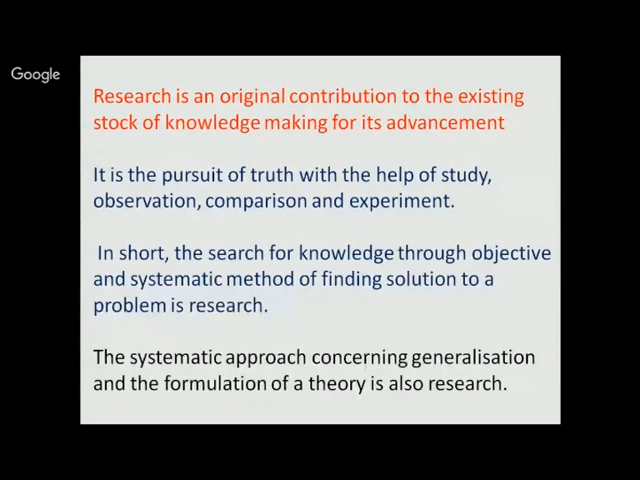 Google
Research is an original contribution to the existing
stock of knowledge making for its advancement
It is the pursuit of truth with the help of study,
observation, comparison and experiment.
In short, the search for knowledge through objective
and systematic method of finding solution to a
problem is research.
The systematic approach concerning generalisation
and the formulation of a theory is also research.